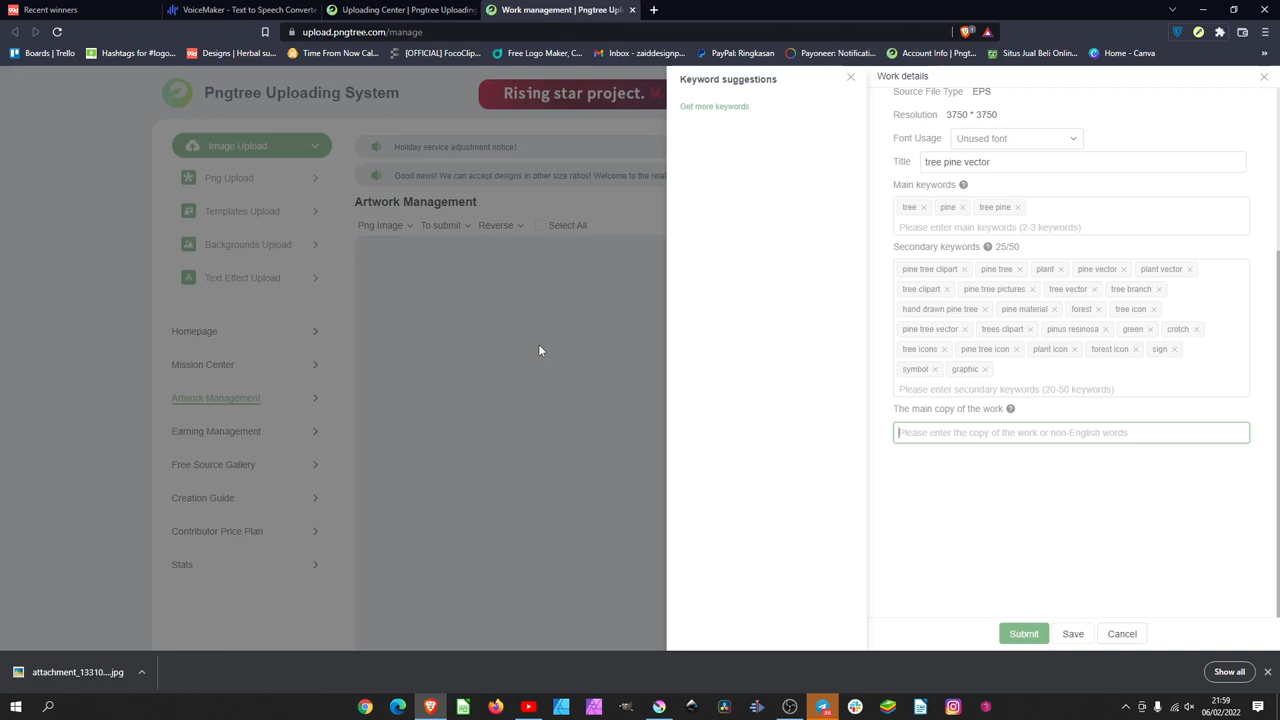 Recent winners
VoiceMaker - Text to Speech Convert
Uploading Center | Pngtree Uploading
Work management | Pngtree Upl
upload.pngtree.com/manage
Brtube
Hashtags for #logo...
Designs | Herbal...
Time From Now Cal...
[OFFICIAL] FocoClip...
Free Logo Maker, C...
Inbox - zaiddesignp...
PayPal Ringkasan
Payoneer: Notificati...
Account Info | Pngt...
Situs Jual Beli Onlin...
Cvbox: - Home
Pngtree Uploading System
Rising star project. M
Keyword suggestions
Get more keywords
Work details
Source File Type EPS
Resolution 3750 * 3750
Font Usage Unused font
Title tree pine vector
Main keywords
tree pine tree pine
Please enter main keywords (2-3 keywords)
Secondary keywords 25/50
pine tree clipart pine tree plant pine vector plant vector
tree clipart pine tree pictures tree vector tree branch
hand drawn pine tree pine material forest tree icon
pine tree vector trees clipart pinus resinosa green crotch
tree icons pine tree icon plant icon forest icon sign
symbol graphic
Please enter secondary keywords (20-50 keywords)
The main copy of the work
Please enter the copy of the work or non-English words
Submit Save Cancel
Image Upload
Png Upload
Templates Upload
Backgrounds Upload
Text Effect Upload
Homepage
Mission Center
Artwork Management
Earning Management
Free Source Gallery
Creation Guide
Contributor Price Plan
Stats
Holiday service adjustment notice!
Good news! We can accept designs in other size ratios! Welcome to the rela
Artwork Management
Png Image To submit Reverse Select All
attachment_13310....jpg
Show all
21:59
06/02/2022